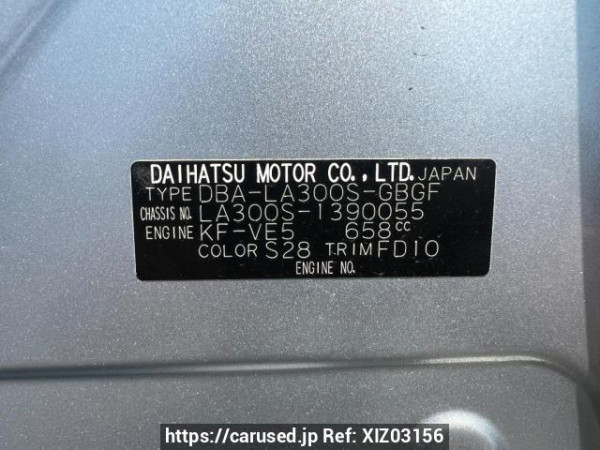 DAIHATSU MOTOR CO., LTD. JAPAN
TYPE DBA-LA300S-GBGF
CHASSIS NO. LA300S-1390055
ENGINE KF-VE5 658cc
COLOR S28 TRIM FD10
ENGINE NO.
https://carused.jp Ref: XIZ03156